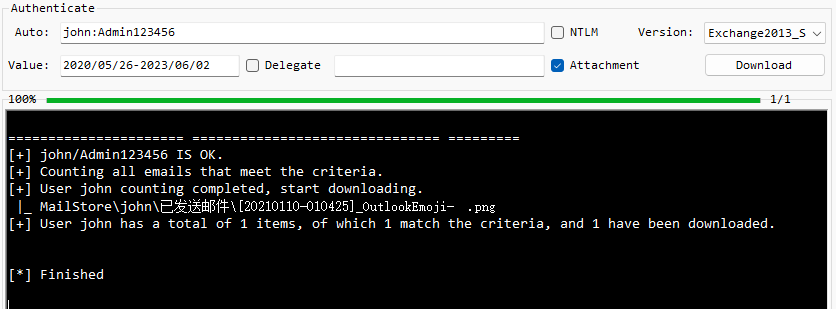 Authenticate
Auto: john:Admin123456 NTLM Version: Exchange2013_S
Value: 2020/05/26-2023/06/02 Delegate Attachment Download
100% 1/1
====================== =============================== =========
[+] john/Admin123456 IS OK.
[+] Counting all emails that meet the criteria.
[+] User john counting completed, start downloading.
|_ MailStore\john\已发送邮件\[20210110-010425]_OutlookEmoji- .png
[+] User john has a total of 1 items, of which 1 match the criteria, and 1 have been downloaded.
[*] Finished